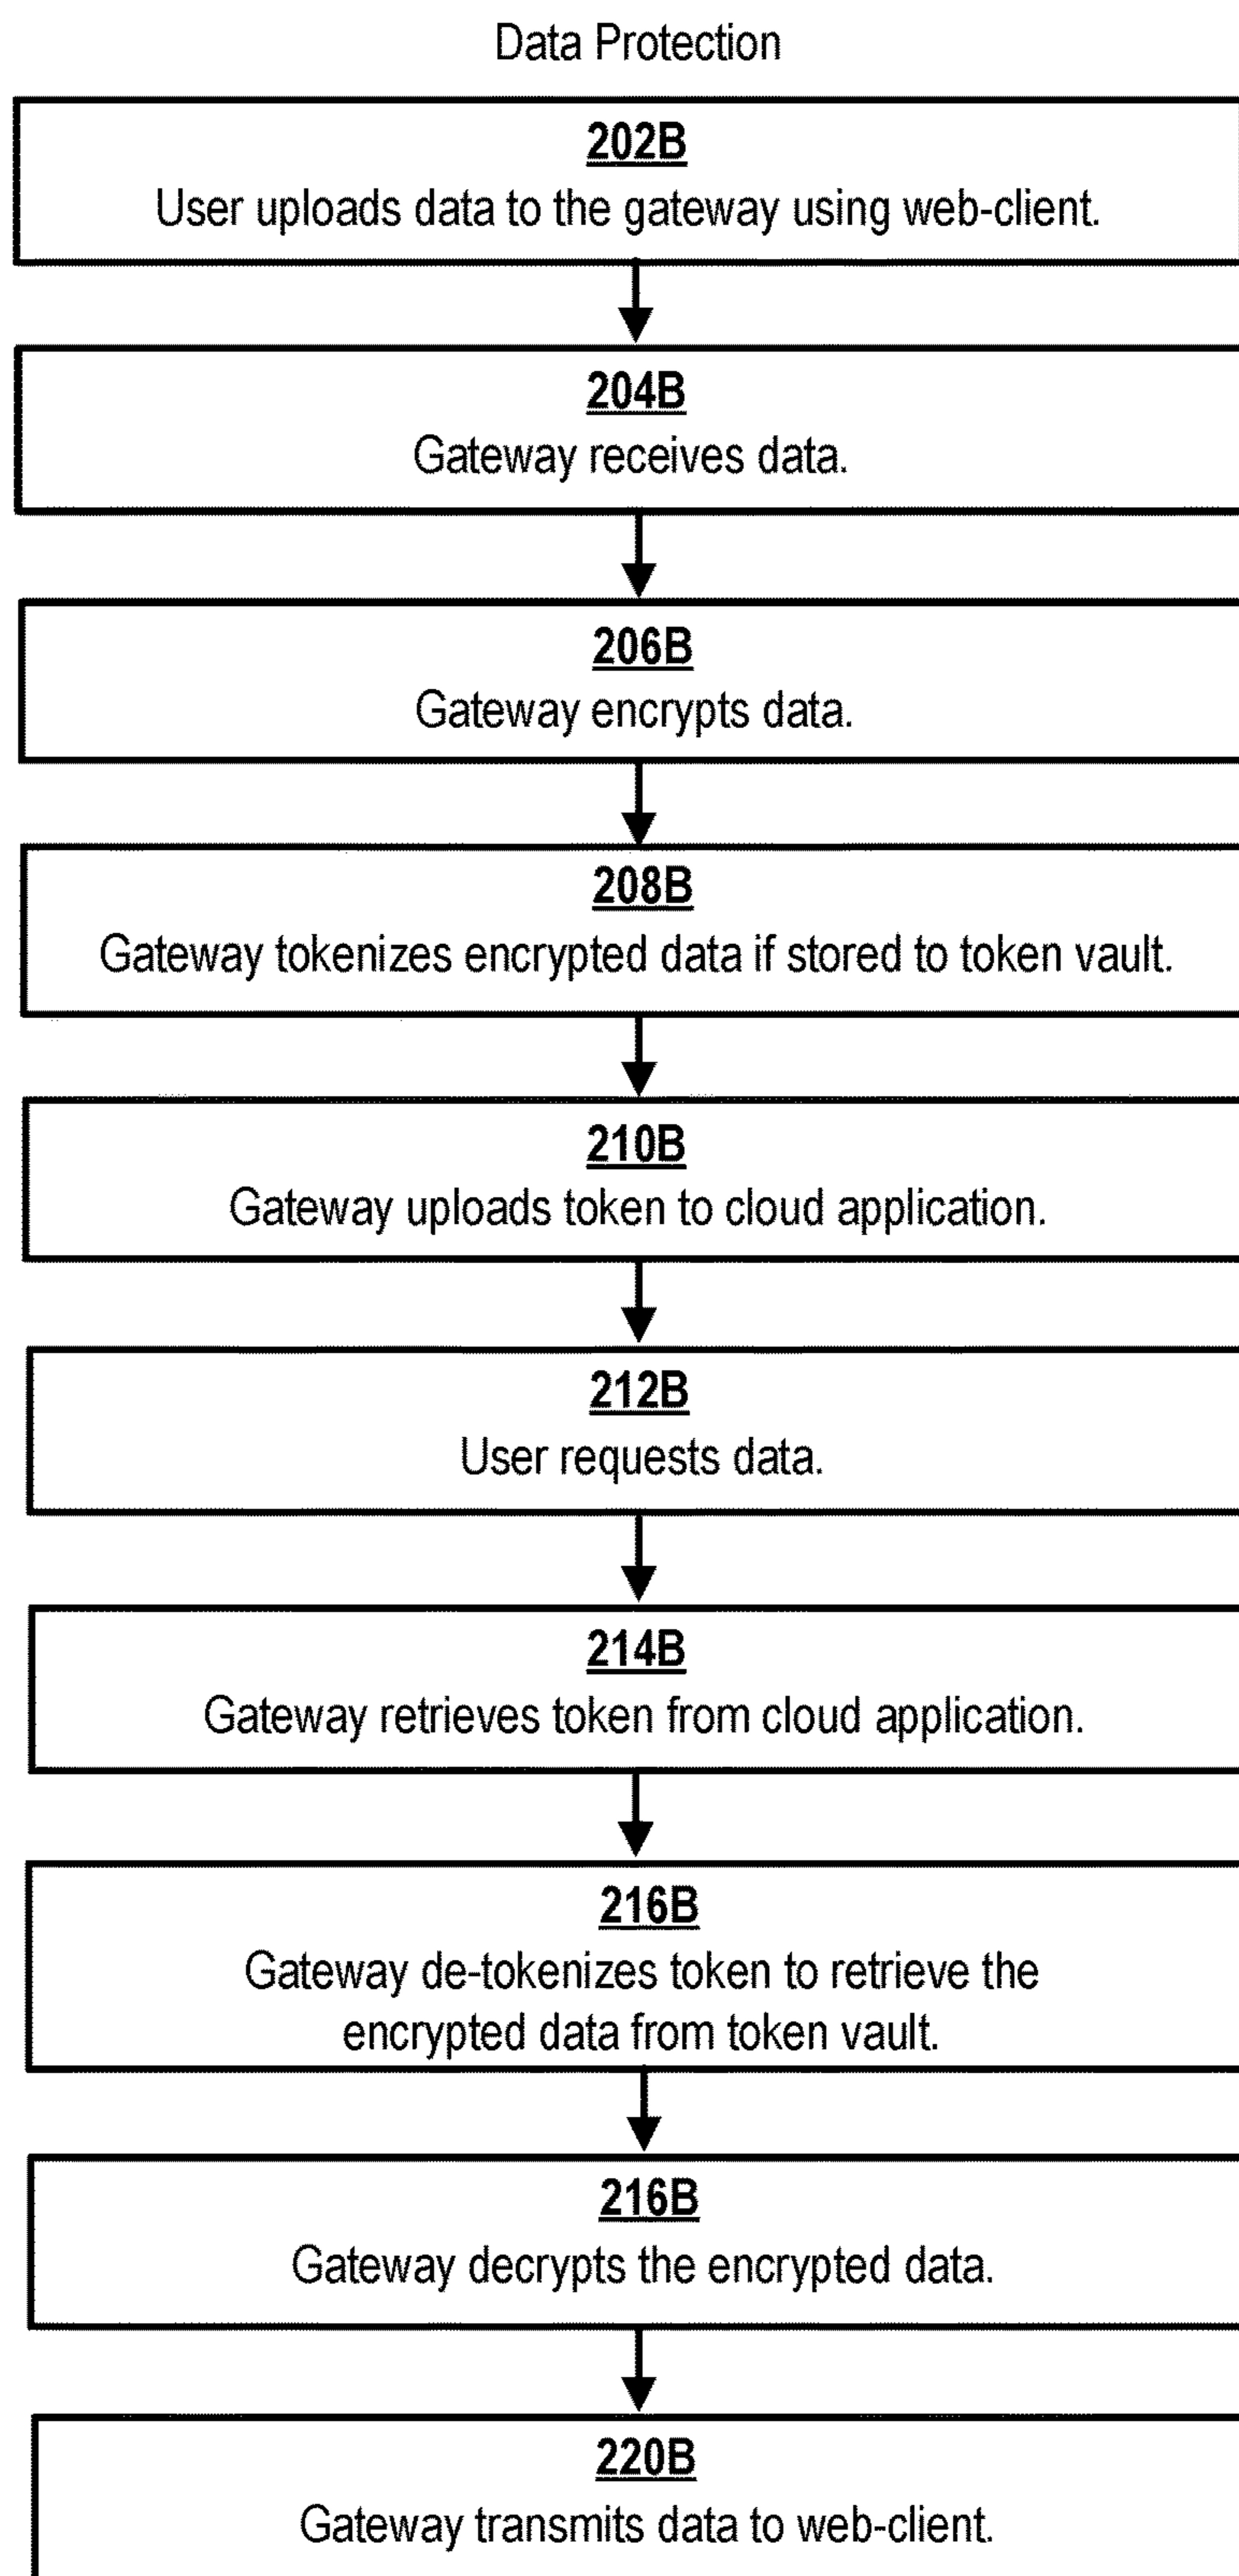 Data Protection
202B
User uploads data to the gateway using web-client.
204B
Gateway receives data.
206B
Gateway encrypts data.
208B
Gateway tokenizes encrypted data if stored to token vault.
210B
Gateway uploads token to cloud application.
212B
User requests data.
214B
Gateway retrieves token from cloud application.
216B
Gateway de-tokenizes token to retrieve the
encrypted data from token vault.
216B
Gateway decrypts the encrypted data.
220B
Gateway transmits data to web-client.